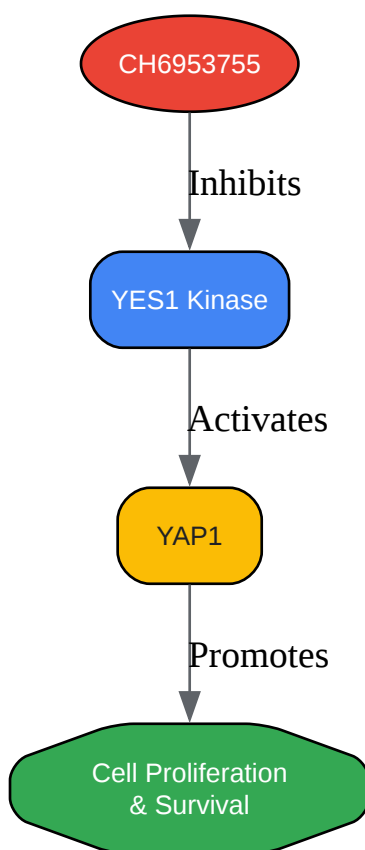 CH6953755
Inhibits
YES1 Kinase
Activates
YAP1
Promotes
Cell Proliferation
& Survival